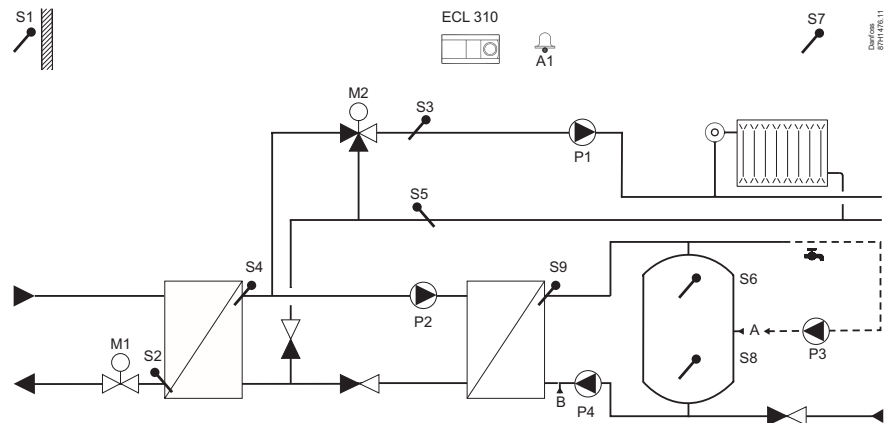 S1
ECL 310
A1
S7
Danfoss
87H1476.11
M2
S3
P1
S5
S4
S9
S6
P2
A
P3
M1
S2
S8
B
P4